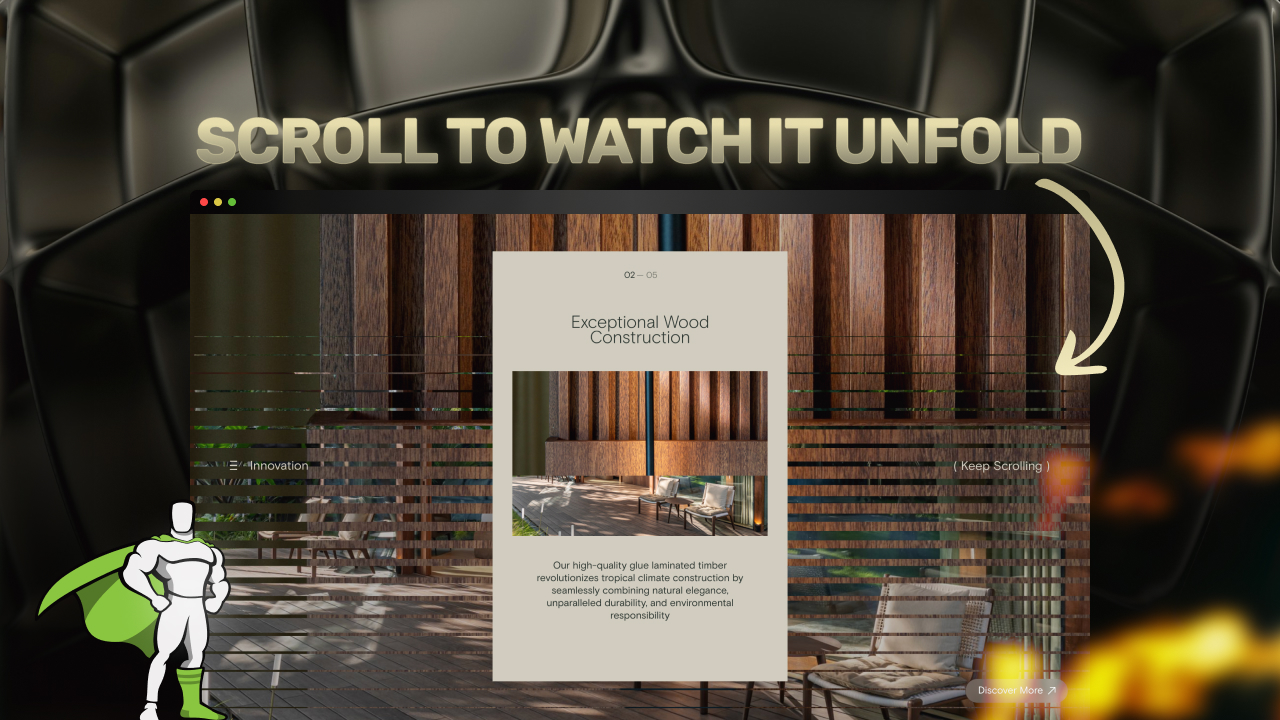 SCROLL TO WATCH IT UNFOLD
02 — 05
Exceptional Wood
Construction
Innovation
( Keep Scrolling )
Our high-quality glue laminated timber
revolutionizes tropical climate construction by
seamlessly combining natural elegance,
unparalleled durability, and environmental
responsibility
Discover More